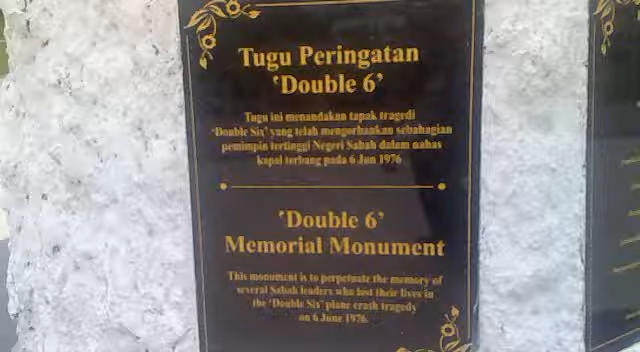 Tugu Peringatan
'Double 6'
Tugu ini menandakan tapak tragedi
'Double Six' yang telah mengorbankan sebahagian
pemimpin tertinggi Negeri Sabah dalam nahas
kapal terbang pada 6 Jun 1976
'Double 6'
Memorial Monument
This monument is to perpetuate the memory of
several Sabah leaders who lost their lives in
the 'Double Six' plane crash tragedy
on 6 June 1976.